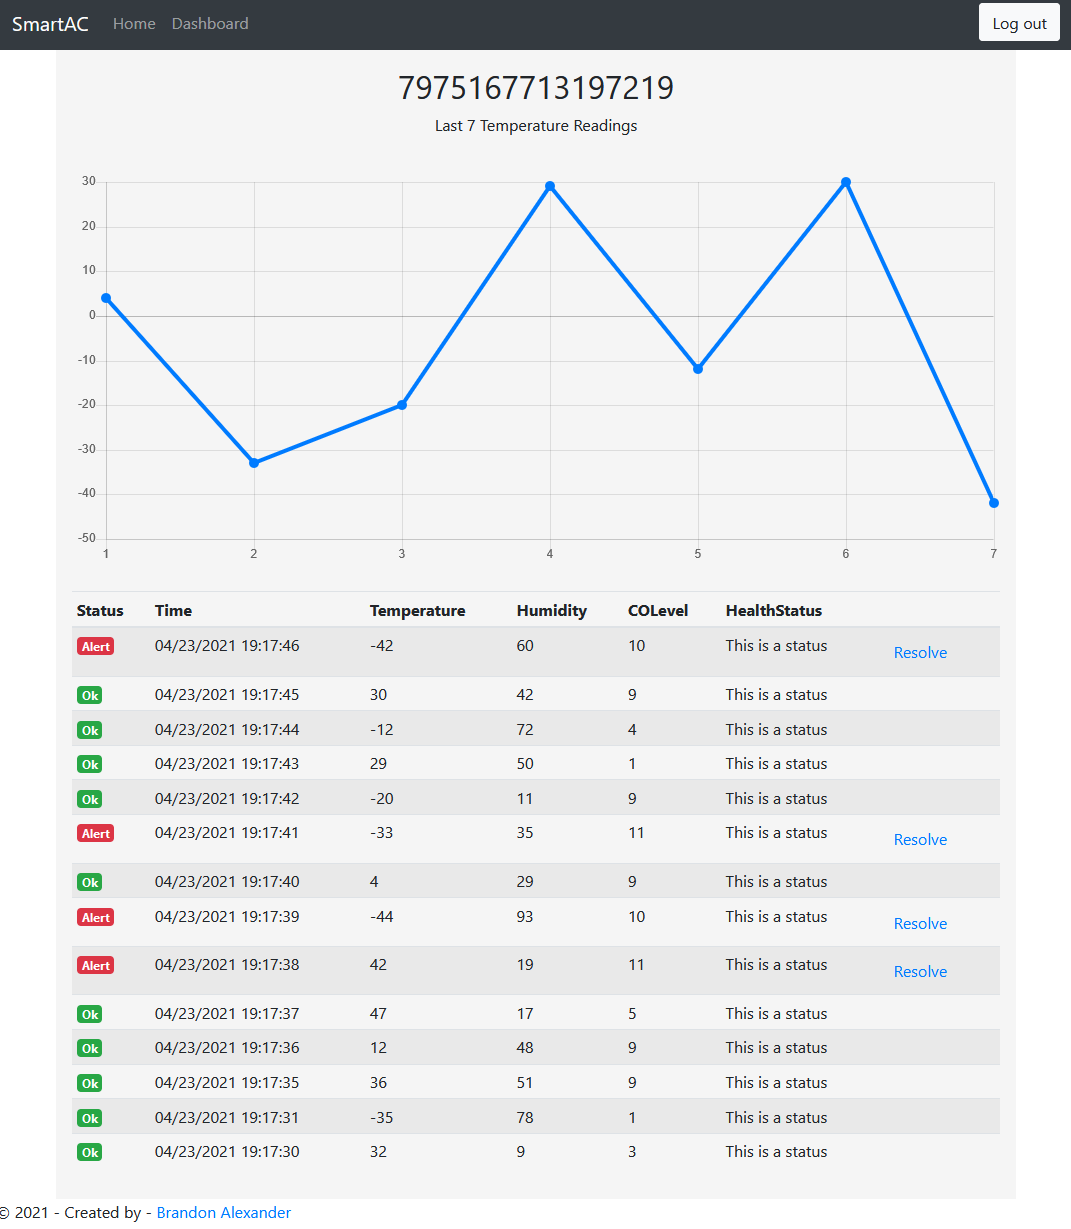 SmartAC Home Dashboard Log out
7975167713197219
Last 7 Temperature Readings
30
20
10
0
-10
-20
-30
-40
-50
1 2 3 4 5 6 7
Status Time Temperature Humidity COLevel HealthStatus
Alert 04/23/2021 19:17:46 -42 60 10 This is a status Resolve
Ok 04/23/2021 19:17:45 30 42 9 This is a status
Ok 04/23/2021 19:17:44 -12 72 4 This is a status
Ok 04/23/2021 19:17:43 29 50 1 This is a status
Ok 04/23/2021 19:17:42 -20 11 9 This is a status
Alert 04/23/2021 19:17:41 -33 35 11 This is a status Resolve
Ok 04/23/2021 19:17:40 4 29 9 This is a status
Alert 04/23/2021 19:17:39 -44 93 10 This is a status Resolve
Alert 04/23/2021 19:17:38 42 19 11 This is a status Resolve
Ok 04/23/2021 19:17:37 47 17 5 This is a status
Ok 04/23/2021 19:17:36 12 48 9 This is a status
Ok 04/23/2021 19:17:35 36 51 9 This is a status
Ok 04/23/2021 19:17:31 -35 78 1 This is a status
Ok 04/23/2021 19:17:30 32 9 3 This is a status
© 2021 - Created by - Brandon Alexander